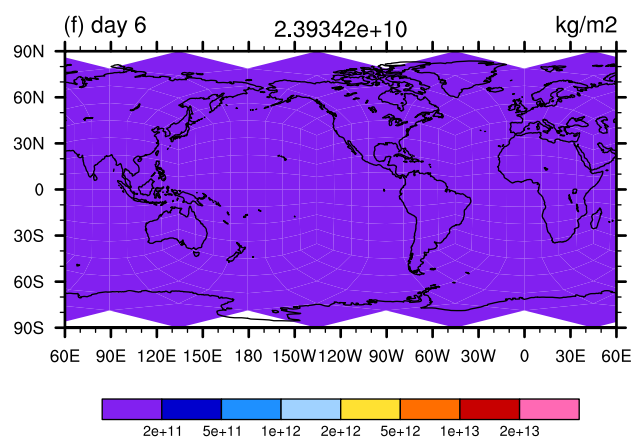 (f) day 6 2.39342e+10 kg/m2
90N
60N
30N
0
30S
60S
90S
60E 90E 120E 150E 180 150W 120W 90W 60W 30W 0 30E 60E
2e+11 5e+11 1e+12 2e+12 5e+12 1e+13 2e+13